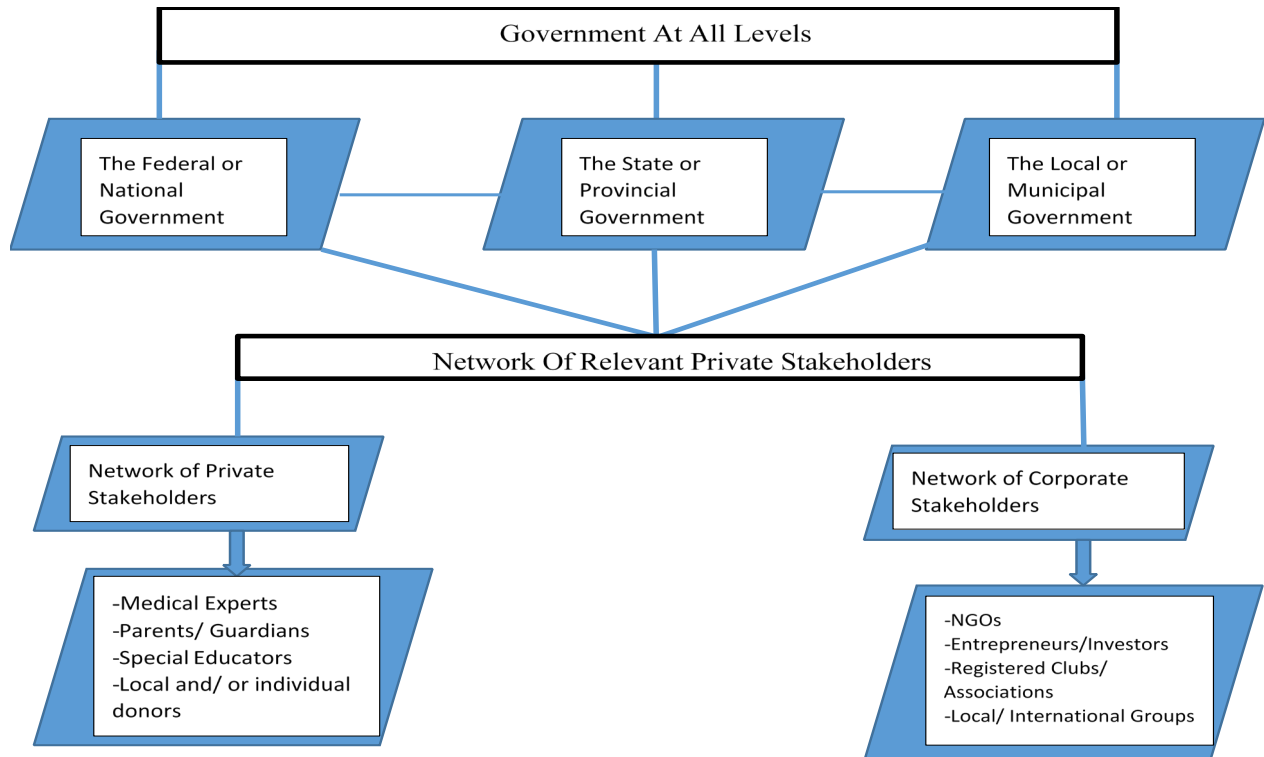 Government At All Levels
The Federal or
National
Government
The State or
Provincial
Government
The Local or
Municipal
Government
Network Of Relevant Private Stakeholders
Network of Private
Stakeholders
Network of Corporate
Stakeholders
-Medical Experts
-Parents/ Guardians
-Special Educators
-Local and/ or individual
donors
-NGOs
-Entrepreneurs/Investors
-Registered Clubs/
Associations
-Local/ International Groups